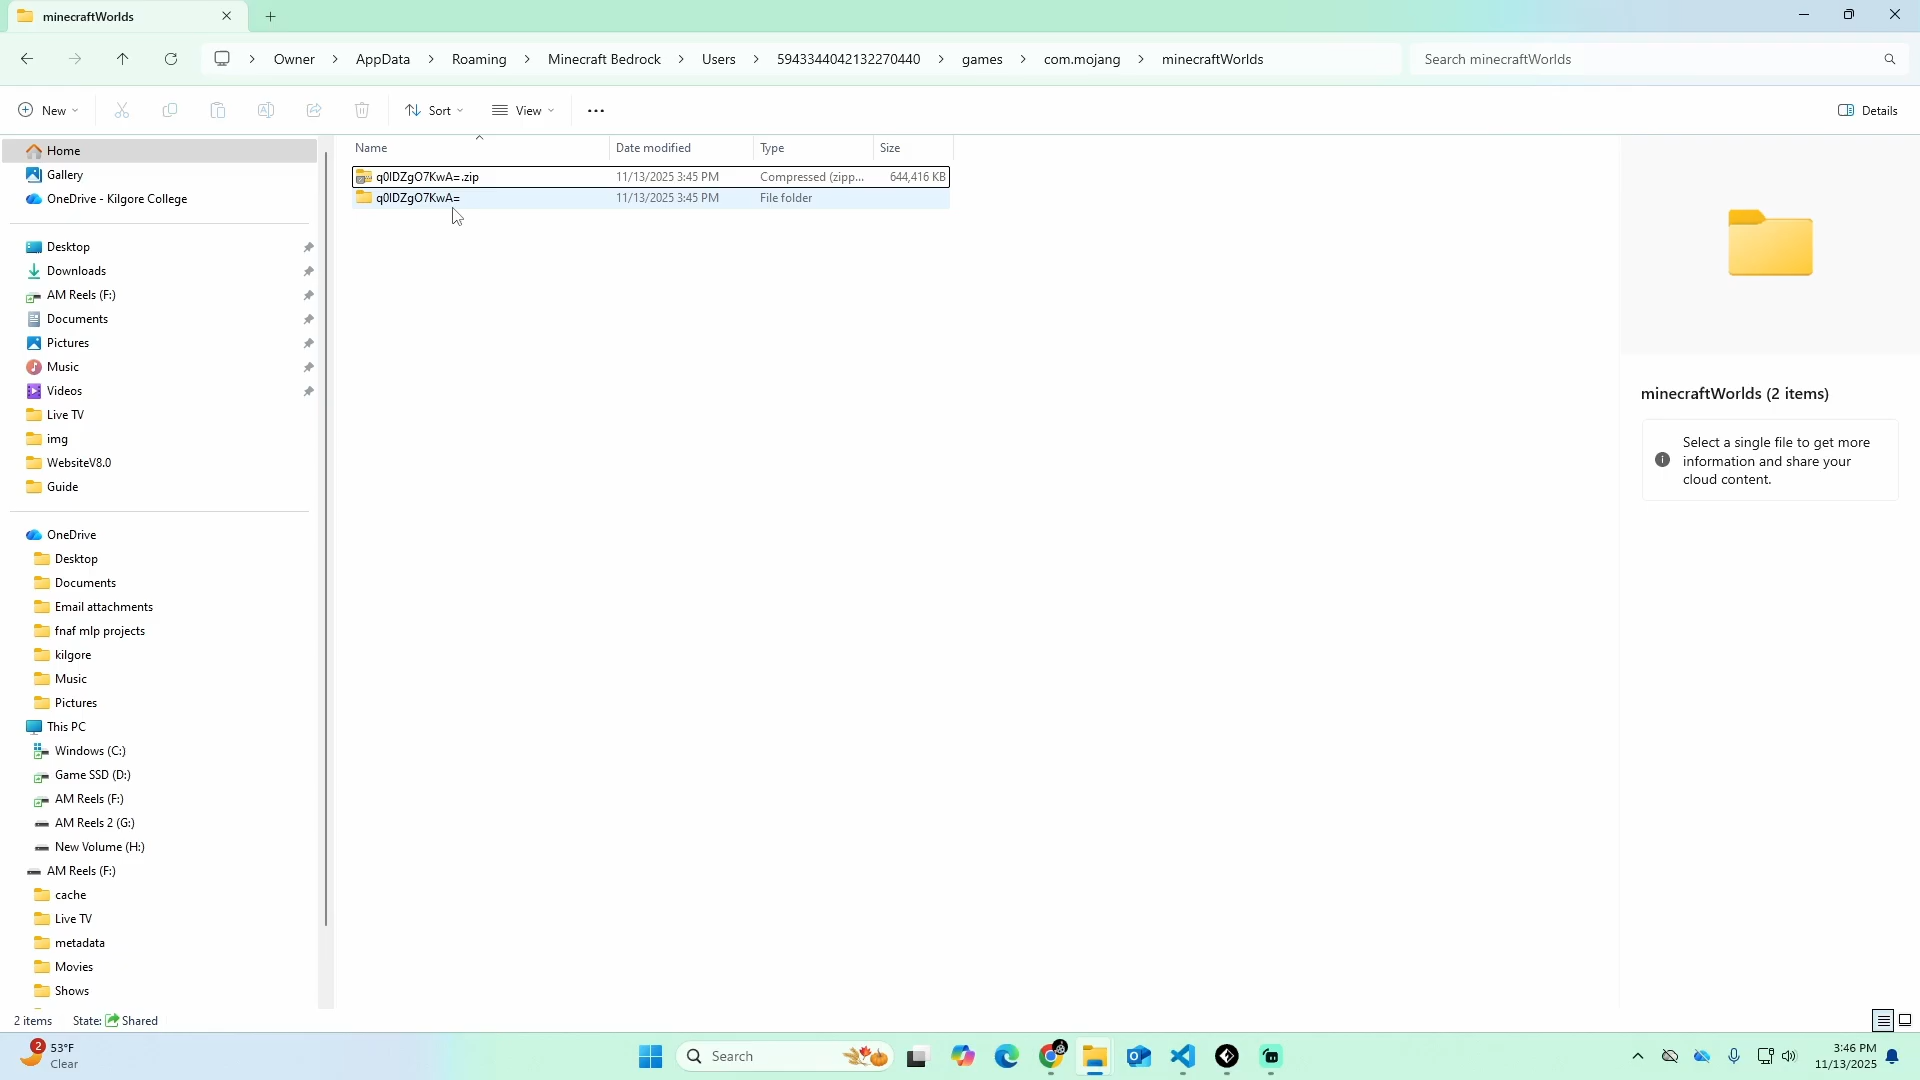 minecraftWorlds
Owner
AppData
Roaming
Minecraft Bedrock
Users
5943344042132270440
games
com.mojang
minecraftWorlds
Search minecraftWorlds
New
Sort
View
Details
Home
Gallery
OneDrive - Kilgore College
Desktop
Downloads
AM Reels (F:)
Documents
Pictures
Music
Videos
Live TV
img
WebsiteV8.0
Guide
OneDrive
Desktop
Documents
Email attachments
fnaf mlp projects
kilgore
Music
Pictures
This PC
Windows (C:)
Game SSD (D:)
AM Reels (F:)
AM Reels 2 (G:)
New Volume (H:)
AM Reels (F:)
cache
Live TV
metadata
Movies
Shows
Name Date modified Type Size
q0IDZgO7KwA=.zip 11/13/2025 3:45 PM Compressed (zipp... 644,416 KB
q0IDZgO7KwA= 11/13/2025 3:45 PM File folder
minecraftWorlds (2 items)
Select a single file to get more
information and share your
cloud content.
2 items State: Shared
2
53°F
Clear
Search
3:46 PM
11/13/2025